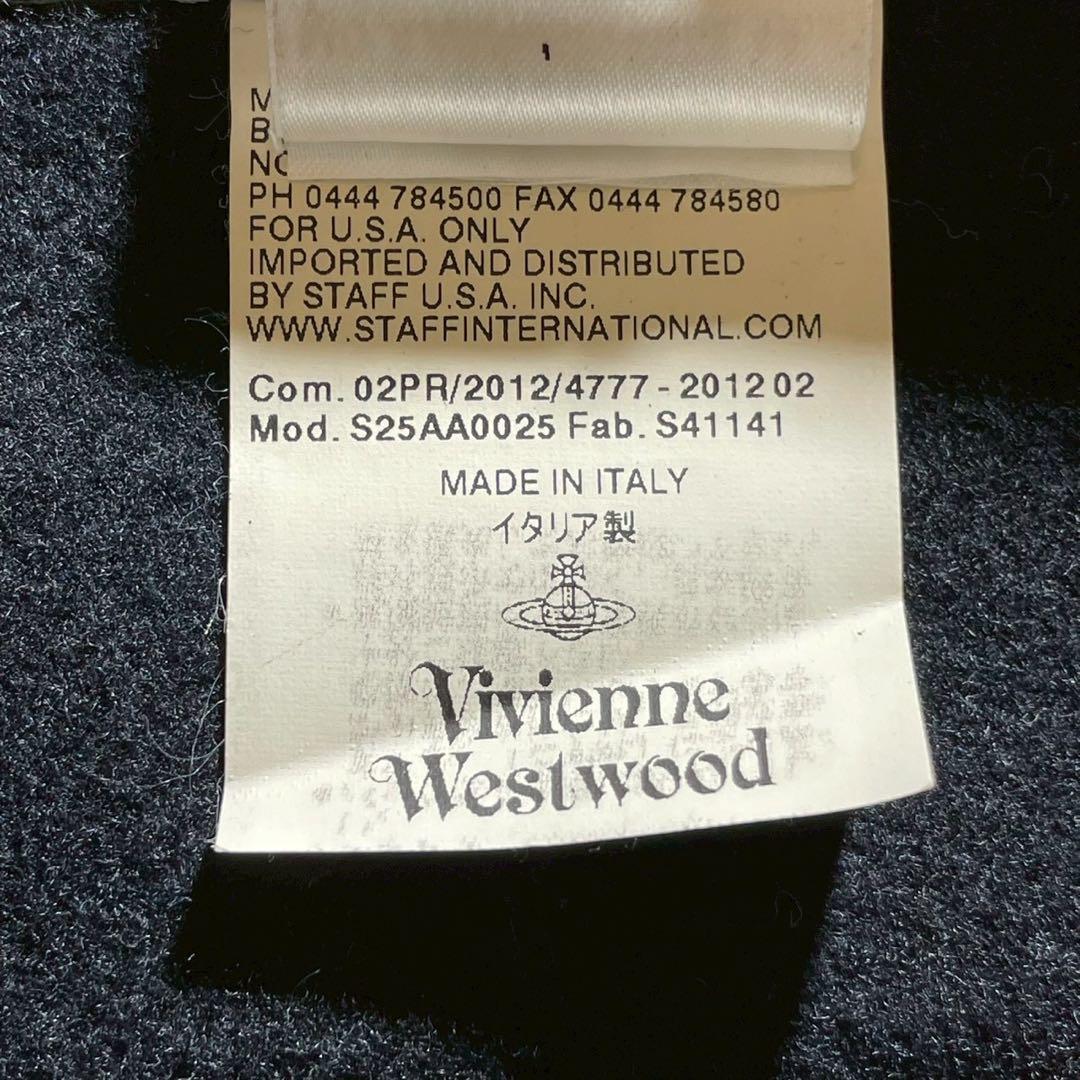 PH 0444 784500 FAX 0444 784580
FOR U.S.A. ONLY
IMPORTED AND DISTRIBUTED
BY STAFF U.S.A. INC.
WWW.STAFFINTERNATIONAL.COM
Com. 02PR/2012/4777 - 2012 02
Mod. S25AA0025 Fab. S41141
MADE IN ITALY
イタリア製
Vivienne
Westwood